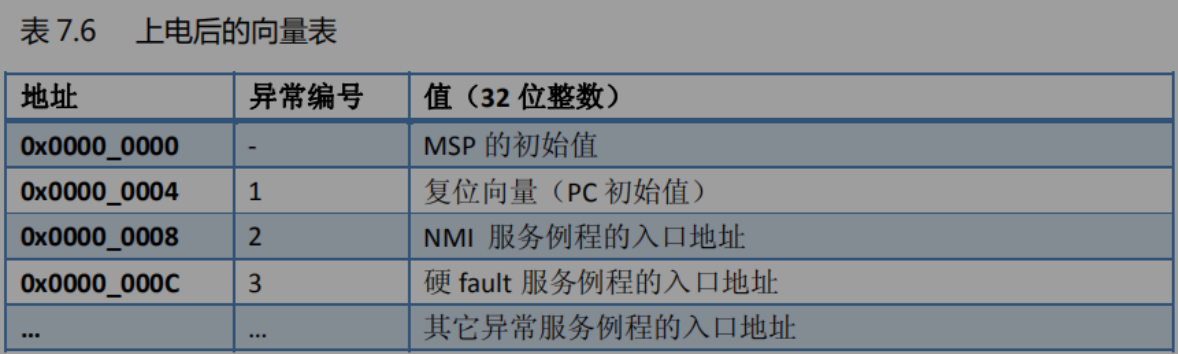 表 7.6 上电后的向量表
地址 异常编号 值（32 位整数）
0x0000_0000 - MSP 的初始值
0x0000_0004 1 复位向量（PC 初始值）
0x0000_0008 2 NMI 服务例程的入口地址
0x0000_000C 3 硬 fault 服务例程的入口地址
... ... 其它异常服务例程的入口地址